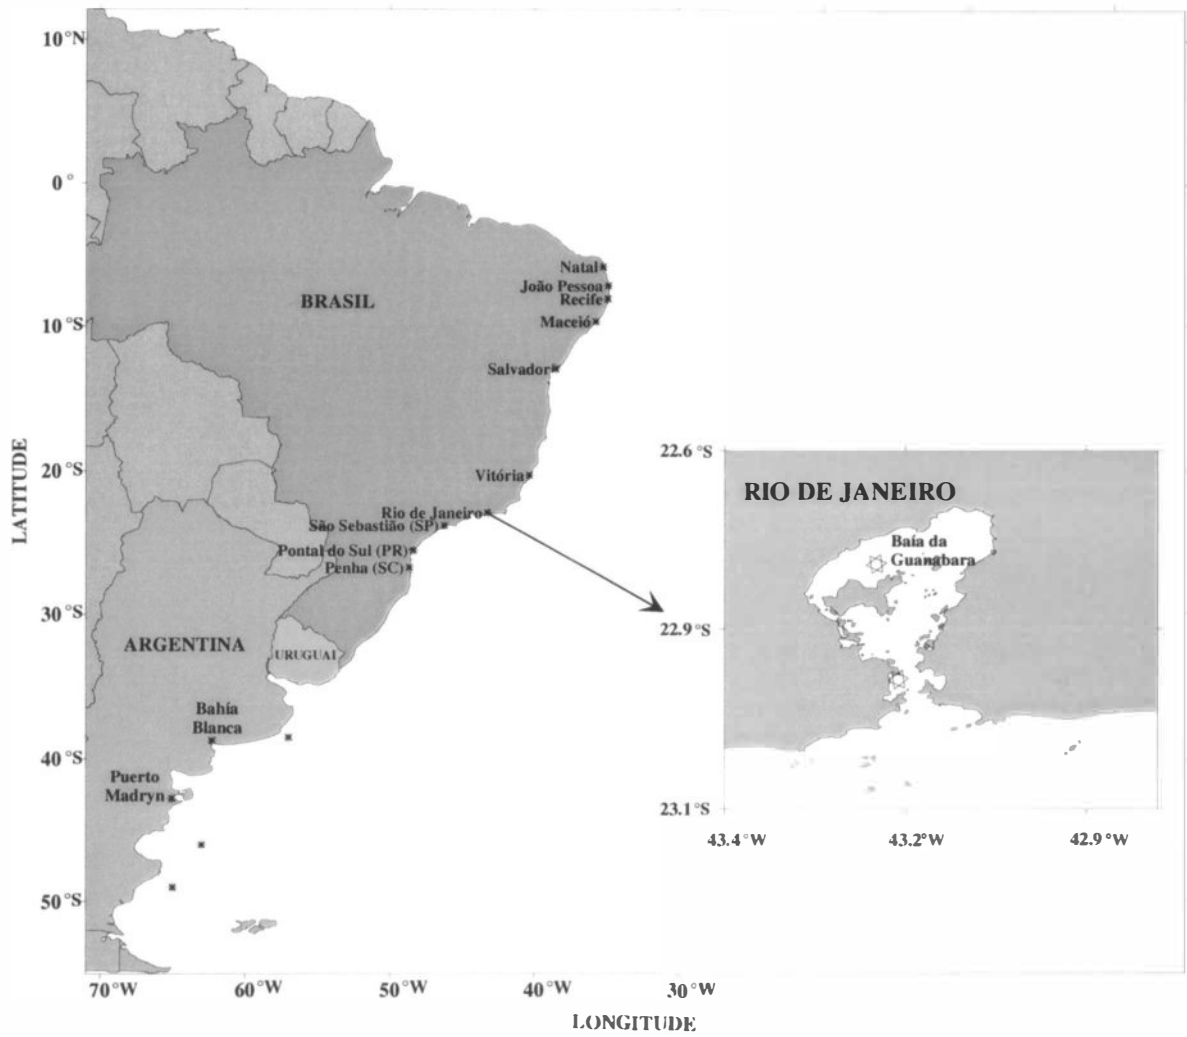 10°N
0°
10°S
20°S
30°S
40°S
50°S
LATITUDE
70°W
60°W
50°W
40°W
30°W
LONGITUDE
BRASIL
Natal
João Pessoa
Recife
Maceió
Salvador
Vitória
Rio de Janeiro
São Sebastião (SP)
Pontal do Sul (PR)
Penha (SC)
ARGENTINA
URUGUAI
Bahía
Blanca
Puerto
Madryn
22.6°S
22.9°S
23.1°S
43.4°W
43.2°W
42.9°W
RIO DE JANEIRO
Baía da
Guanabara